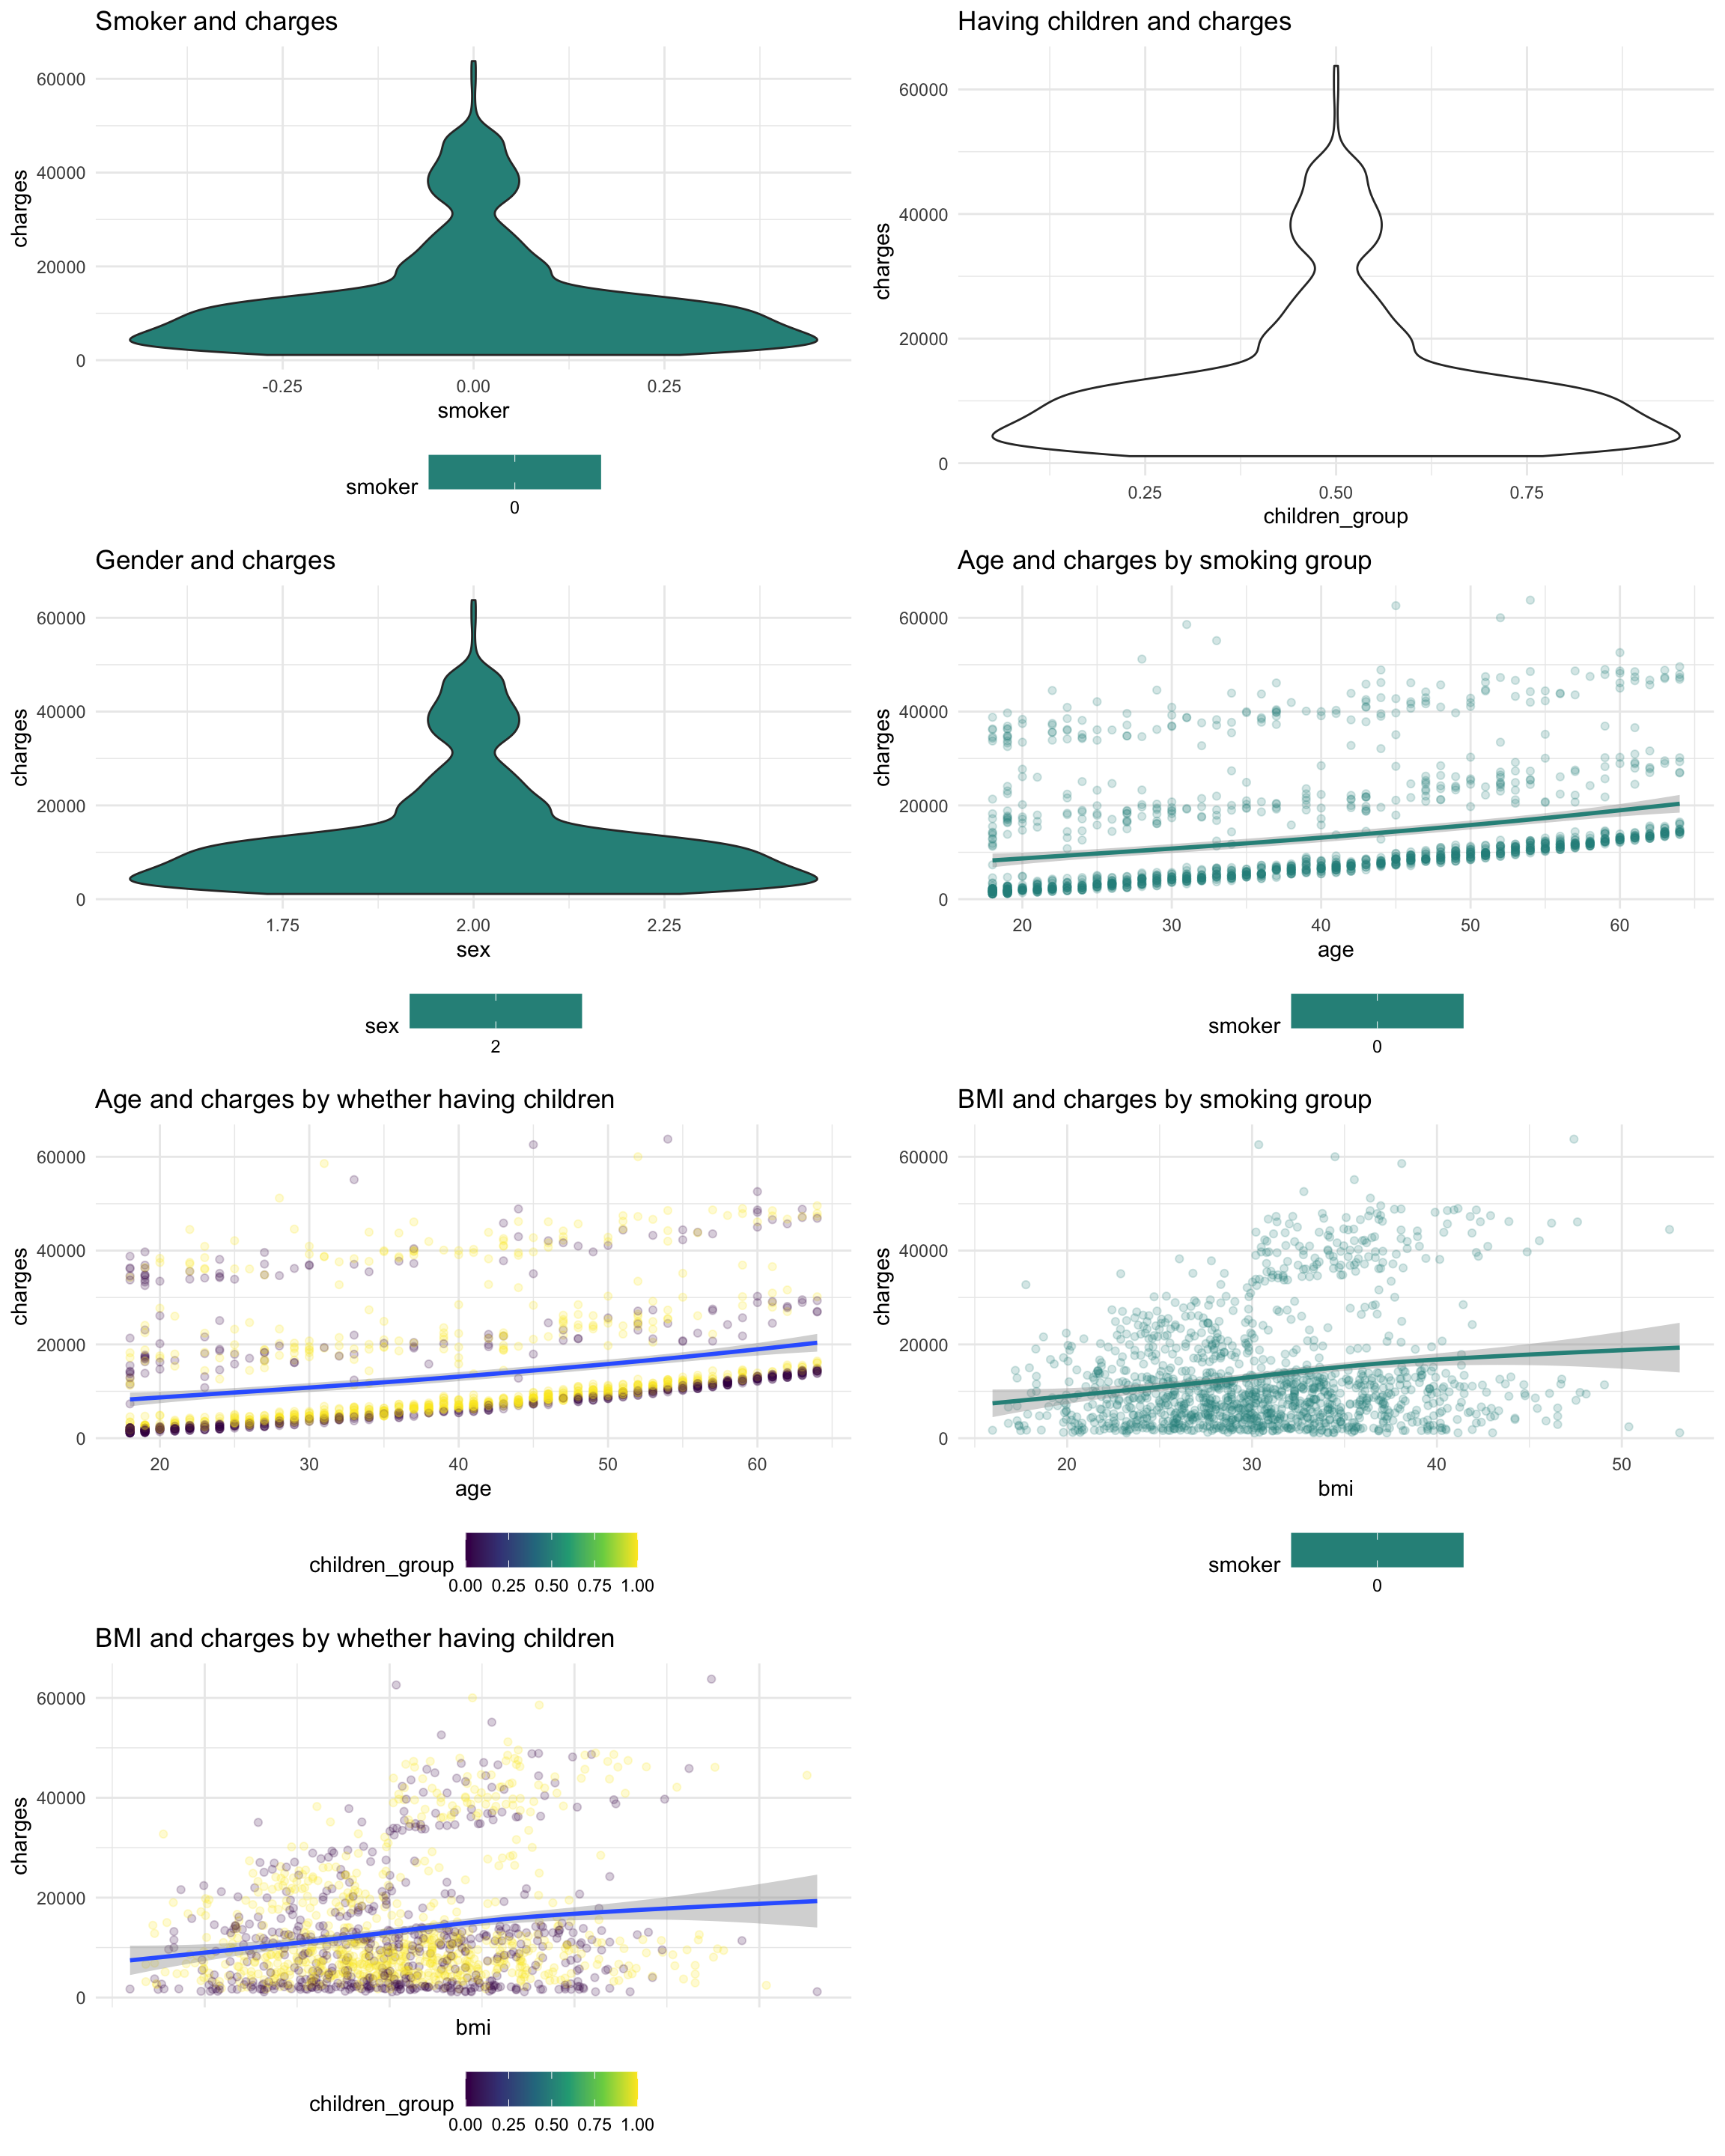 Smoker and charges
60000
40000
20000
0
charges
-0.25 0.00 0.25
smoker
smoker
0
Having children and charges
60000
40000
20000
0
charges
0.25 0.50 0.75
children_group
Gender and charges
60000
40000
20000
0
charges
1.75 2.00 2.25
sex
sex
2
Age and charges by smoking group
60000
40000
20000
0
charges
20 30 40 50 60
age
smoker
0
Age and charges by whether having children
60000
40000
20000
0
charges
20 30 40 50 60
age
children_group
0.00 0.25 0.50 0.75 1.00
BMI and charges by smoking group
60000
40000
20000
0
charges
20 30 40 50
bmi
smoker
0
BMI and charges by whether having children
60000
40000
20000
0
charges
bmi
children_group
0.00 0.25 0.50 0.75 1.00